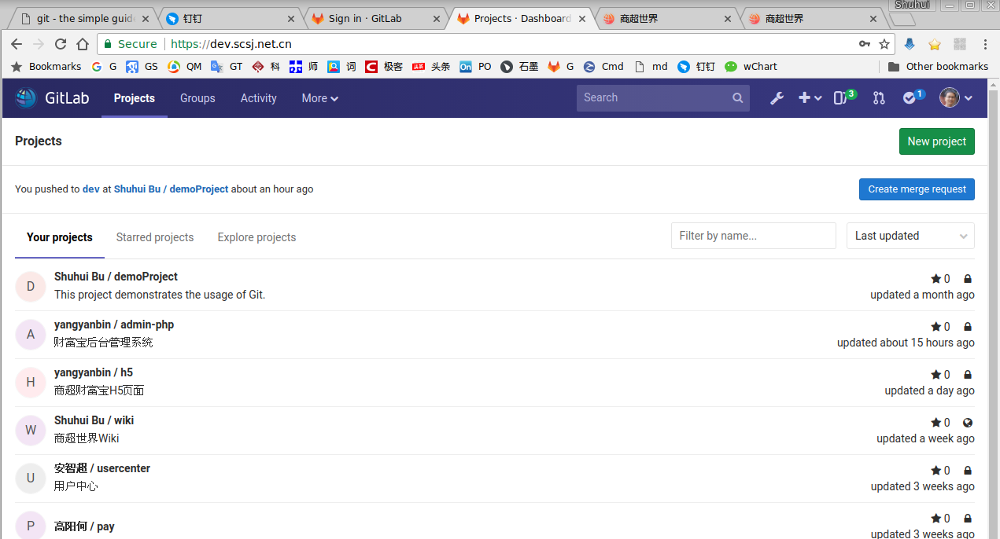 Shuhui
git - the simple guid
钉钉
Sign in · GitLab
Projects · Dashboard
商超世界
商超世界
Secure
https://dev.scsj.net.cn
Bookmarks G GS QM GT 科 师 词 极客 头条 PO 石墨 G Cmd md 钉钉 wChart Other bookmarks
GitLab Projects Groups Activity More Search 3 1
Projects New project
You pushed to dev at Shuhui Bu / demoProject about an hour ago Create merge request
Your projects Starred projects Explore projects Filter by name... Last updated
D Shuhui Bu / demoProject 0
This project demonstrates the usage of Git. updated a month ago
A yangyanbin / admin-php 0
财富宝后台管理系统 updated about 15 hours ago
H yangyanbin / h5 0
商超财富宝H5页面 updated a day ago
W Shuhui Bu / wiki 0
商超世界Wiki updated a week ago
U 安智超 / usercenter 0
用户中心 updated 3 weeks ago
P 高阳何 / pay 0
updated 3 weeks ago